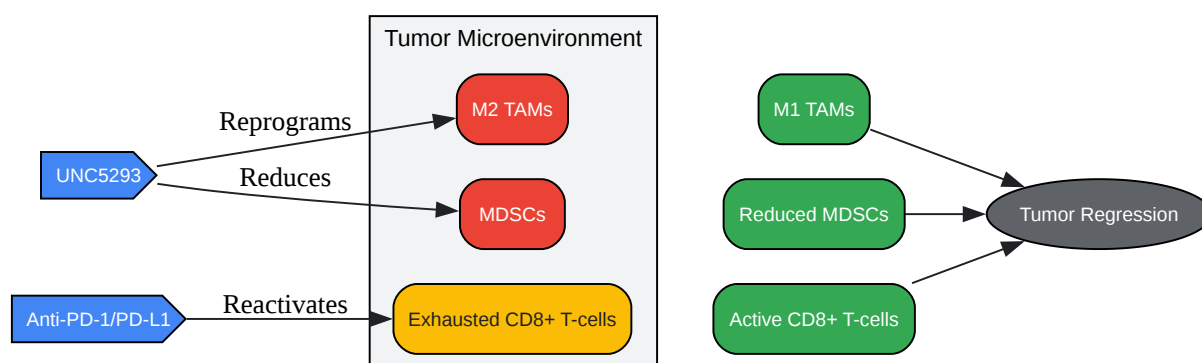 Tumor Microenvironment
M2 TAMs
M1 TAMs
Reprograms
UNC5293
Reduces
MDSCs
Reduced MDSCs
Tumor Regression
Anti-PD-1/PD-L1
Reactivates
Exhausted CD8+ T-cells
Active CD8+ T-cells